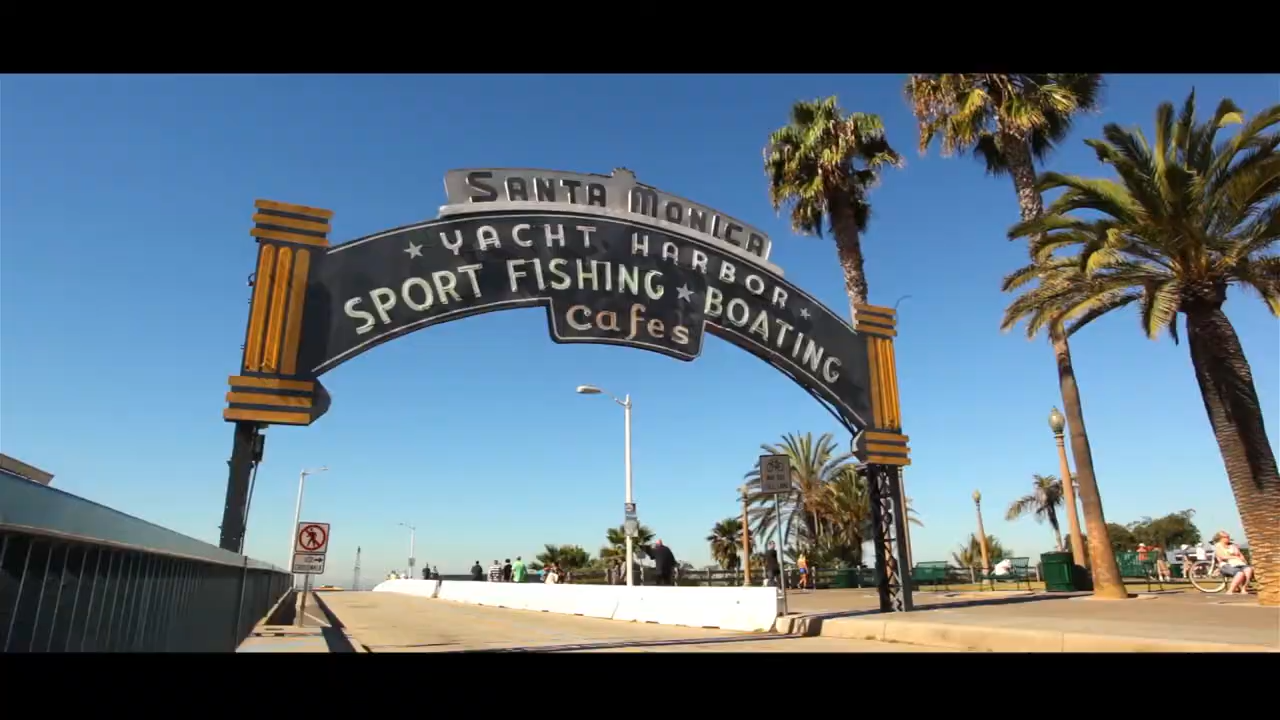 SANTA MONICA
YACHT HARBOR
SPORT FISHING ★ BOATING
cafes